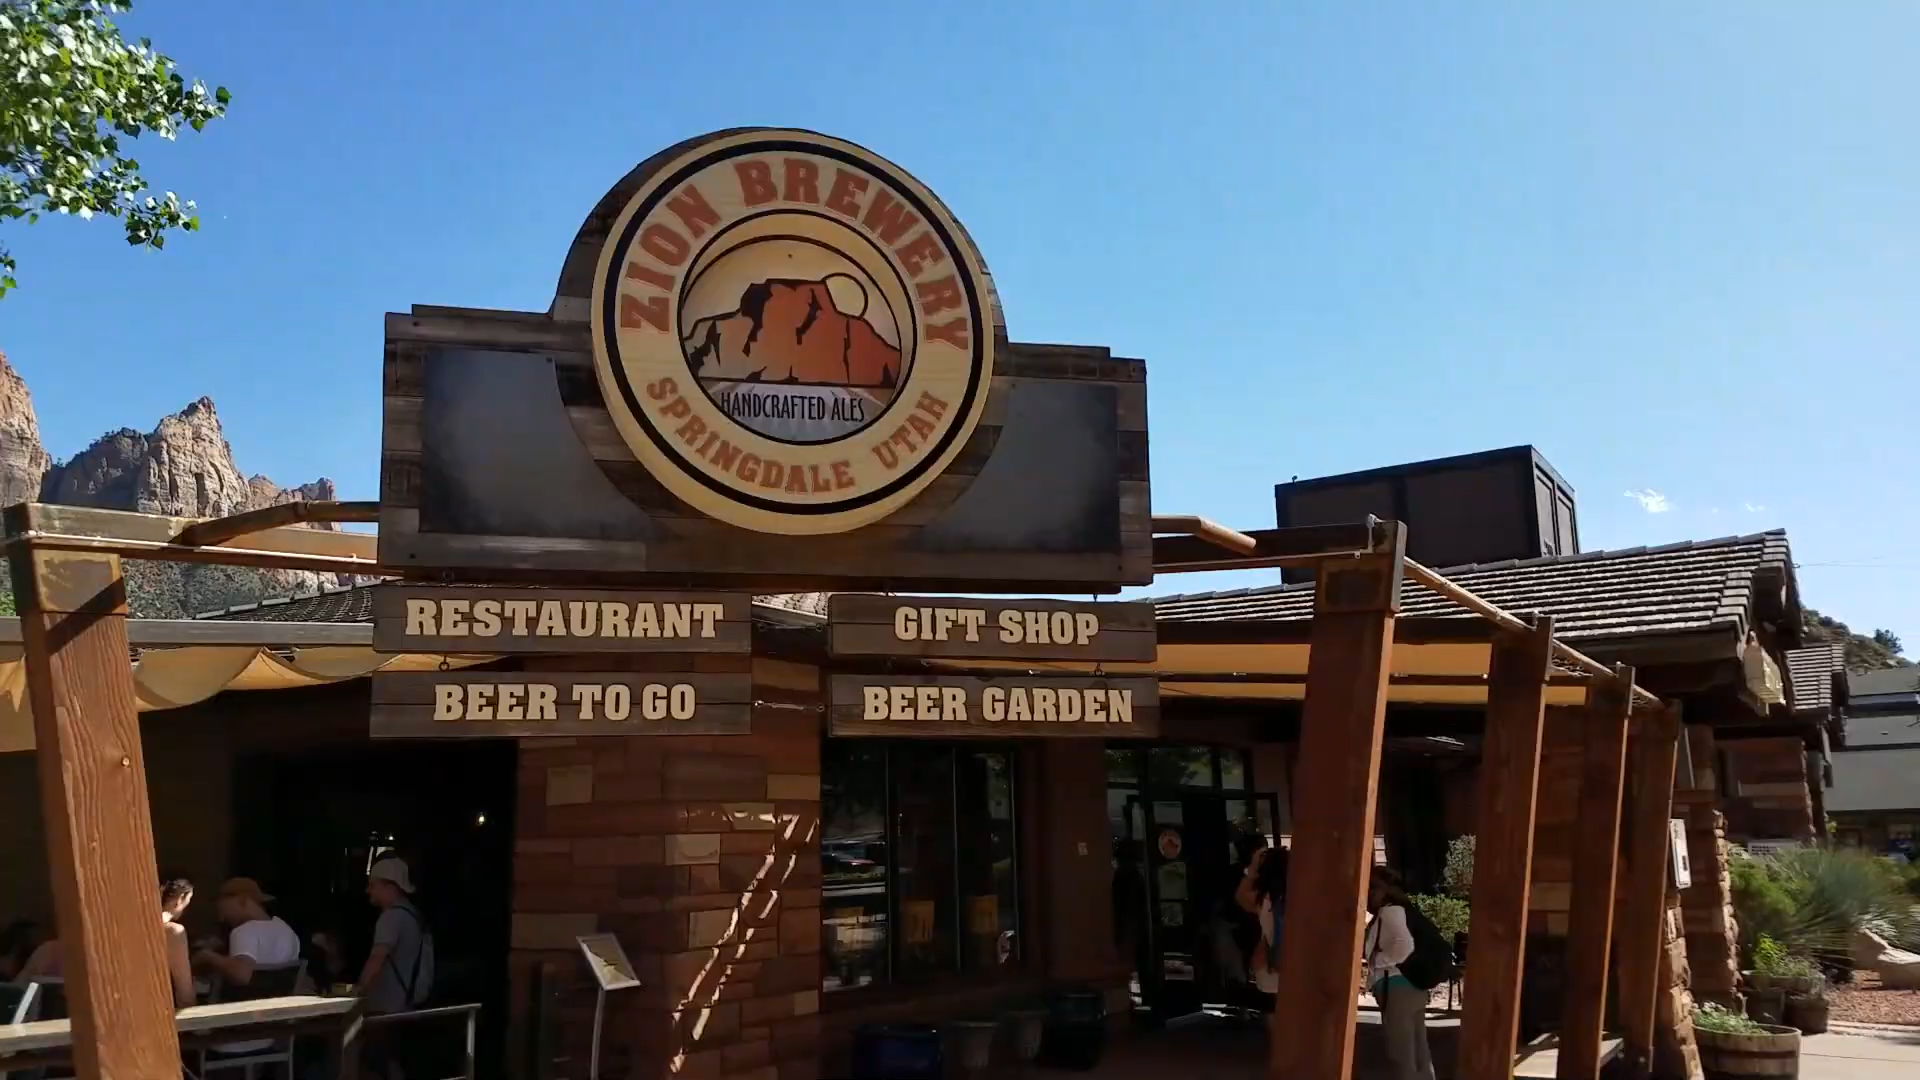 ZION BREWERY
HANDCRAFTED ALES
SPRINGDALE UTAH
RESTAURANT
GIFT SHOP
BEER TO GO
BEER GARDEN